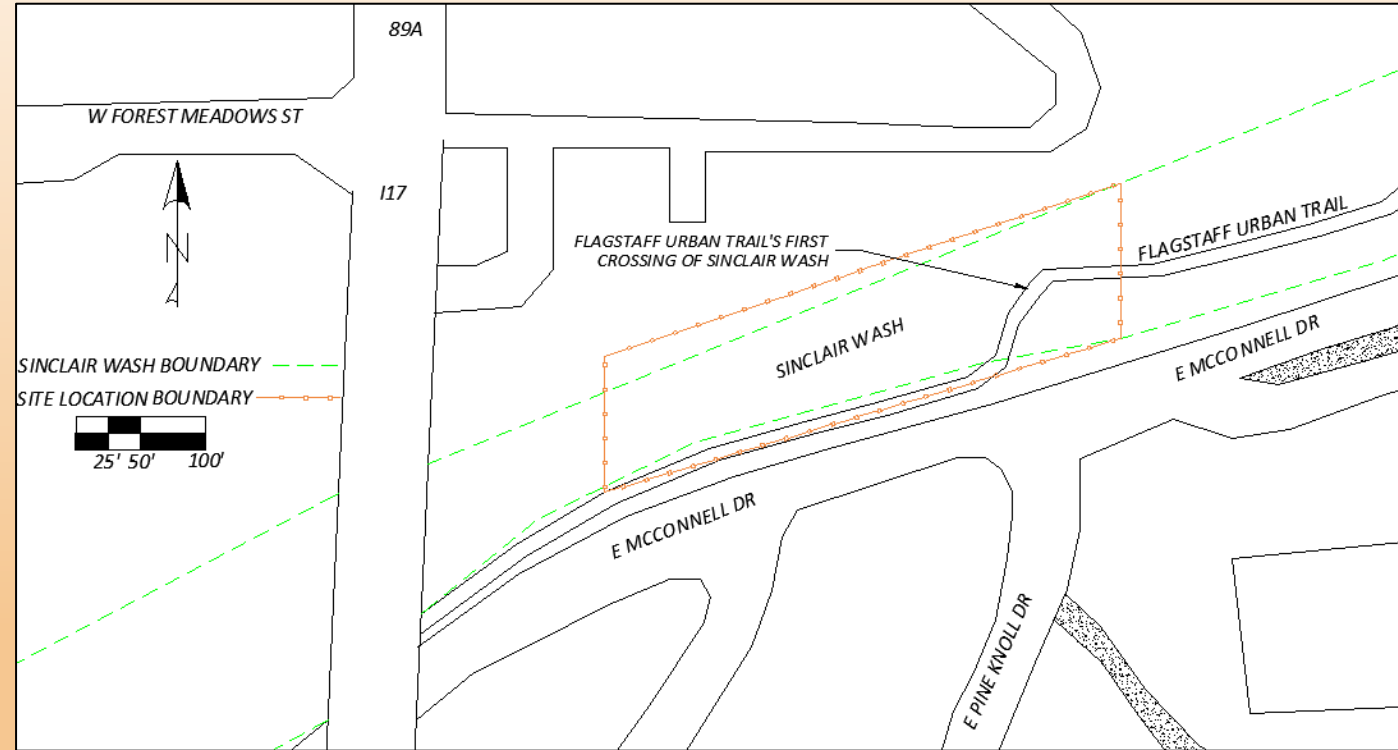 89A
W FOREST MEADOWS ST
I17
N
FLAGSTAFF URBAN TRAIL'S FIRST
CROSSING OF SINCLAIR WASH
FLAGSTAFF URBAN TRAIL
SINCLAIR WASH
E MCCONNELL DR
SINCLAIR WASH BOUNDARY
SITE LOCATION BOUNDARY
25' 50' 100'
E MCCONNELL DR
E PINE KNOLL DR